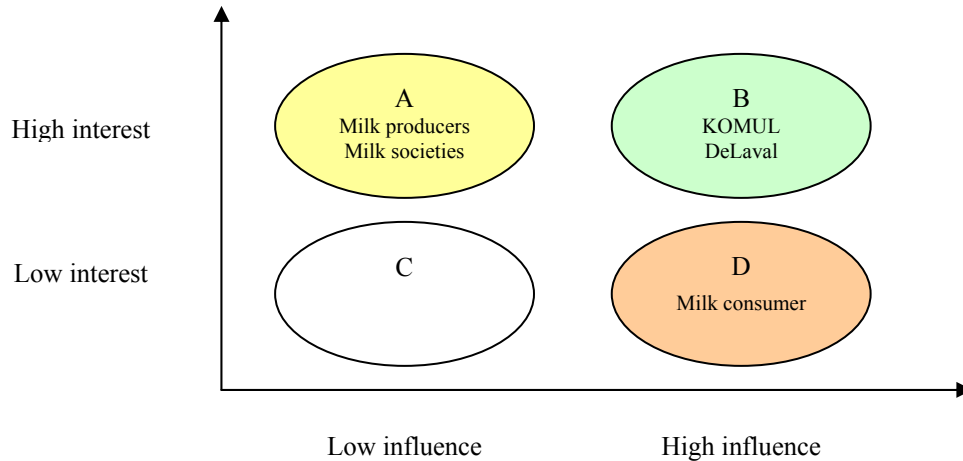 A
Milk producers
Milk societies
B
KOMUL
DeLaval
High interest
Low interest
C
D
Milk consumer
Low influence
High influence